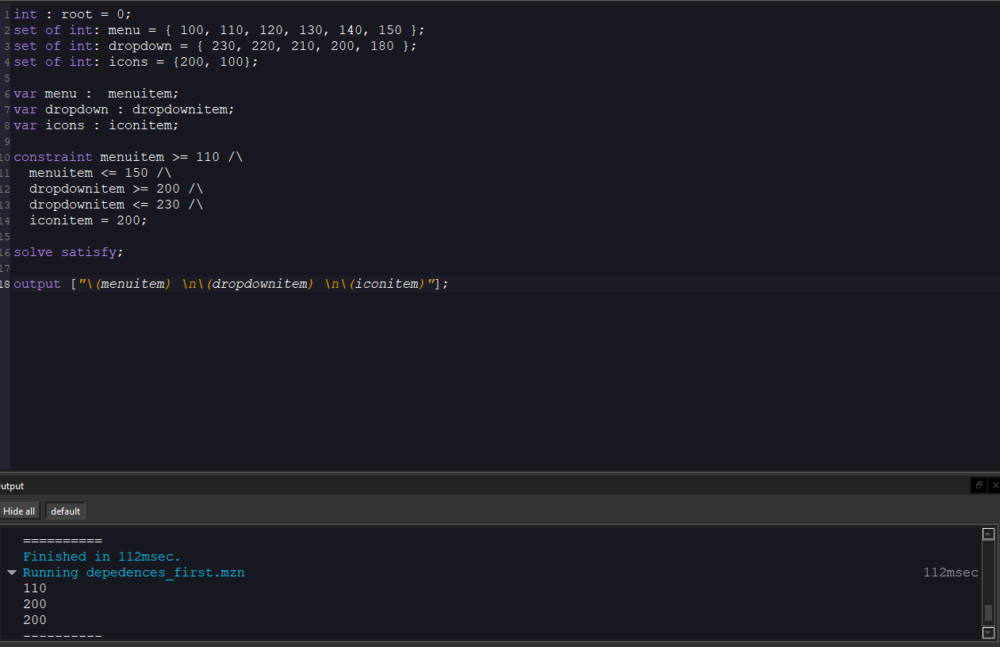 1 int : root = 0;
2 set of int: menu = { 100, 110, 120, 130, 140, 150 };
3 set of int: dropdown = { 230, 220, 210, 200, 180 };
4 set of int: icons = {200, 100};
5
6 var menu :  menuitem;
7 var dropdown : dropdownitem;
8 var icons : iconitem;
9
10 constraint menuitem >= 110 /\
11   menuitem <= 150 /\
12   dropdownitem >= 200 /\
13   dropdownitem <= 230 /\
14   iconitem = 200;
15
16 solve satisfy;
17
18 output ["\(menuitem) \n\(dropdownitem) \n\(iconitem)"];
utput
Hide all default
==========
Finished in 112msec.
Running depedences_first.mzn 112msec
110
200
200
----------